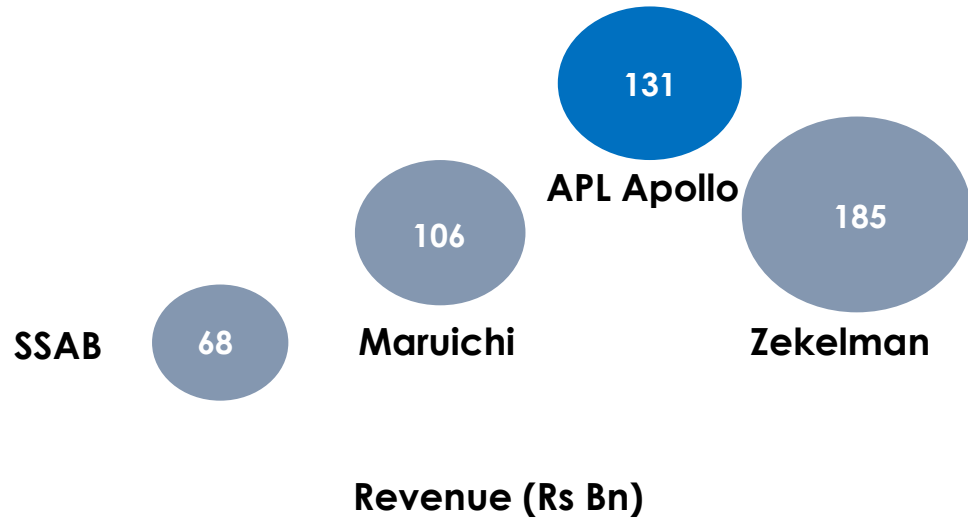 131
APL Apollo
185
106
SSAB
68
Maruichi
Zekelman
Revenue (Rs Bn)